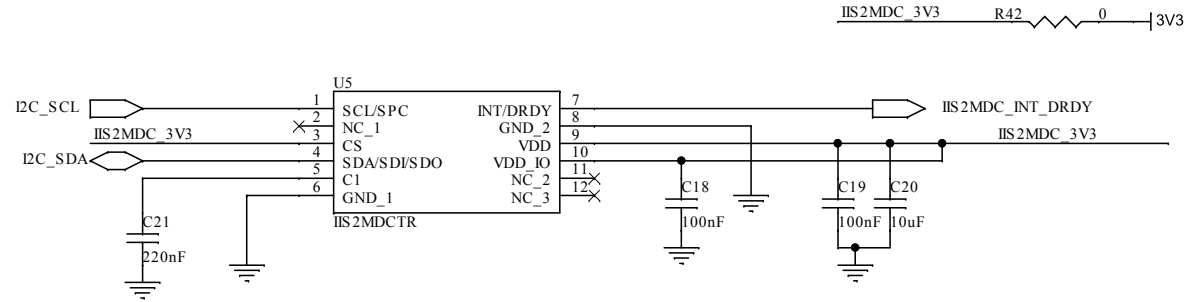 IIS2MDC_3V3 R42 0 3V3
U5
I2C_SCL 1 SCL/SPC INT/DRDY 7 IIS2MDC_INT_DRDY
2 NC_1 GND_2 8
IIS2MDC_3V3 3 CS VDD 9 IIS2MDC_3V3
I2C_SDA 4 SDA/SDI/SDO VDD_IO 10
5 C1 NC_2 11
6 GND_1 NC_3 12
IIS2MDCTR
C18 C19 C20
100nF 100nF 10uF
C21
220nF